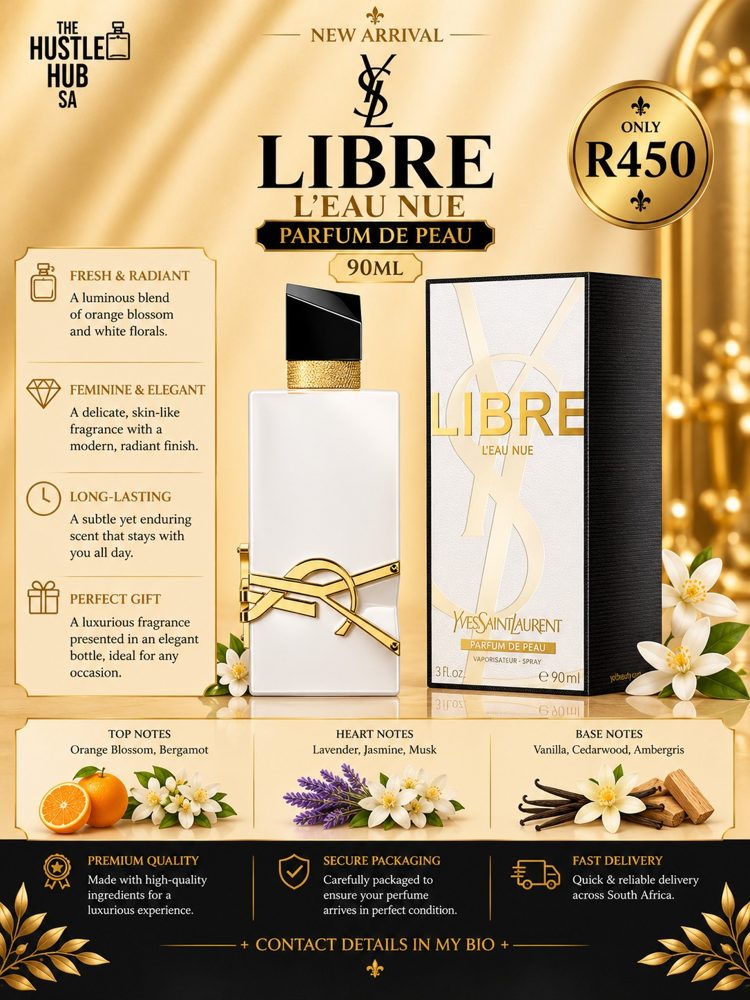 THE
HUSTLE
HUB
SA
NEW ARRIVAL
YSL
LIBRE
L'EAU NUE
PARFUM DE PEAU
90ML
ONLY
R450
FRESH & RADIANT
A luminous blend
of orange blossom
and white florals.
FEMININE & ELEGANT
A delicate, skin-like
fragrance with a
modern, radiant finish.
LONG-LASTING
A subtle yet enduring
scent that stays with
you all day.
PERFECT GIFT
A luxurious fragrance
presented in an elegant
bottle, ideal for any
occasion.
LIBRE
L'EAU NUE
YVESSAINTLAURENT
PARFUM DE PEAU
VAPORISATEUR - SPRAY
3 fl.oz. ℮ 90 ml
yslbeauty.com
TOP NOTES
Orange Blossom, Bergamot
HEART NOTES
Lavender, Jasmine, Musk
BASE NOTES
Vanilla, Cedarwood, Ambergris
PREMIUM QUALITY
Made with high-quality
ingredients for a
luxurious experience.
SECURE PACKAGING
Carefully packaged to
ensure your perfume
arrives in perfect condition.
FAST DELIVERY
Quick & reliable delivery
across South Africa.
+ CONTACT DETAILS IN MY BIO +